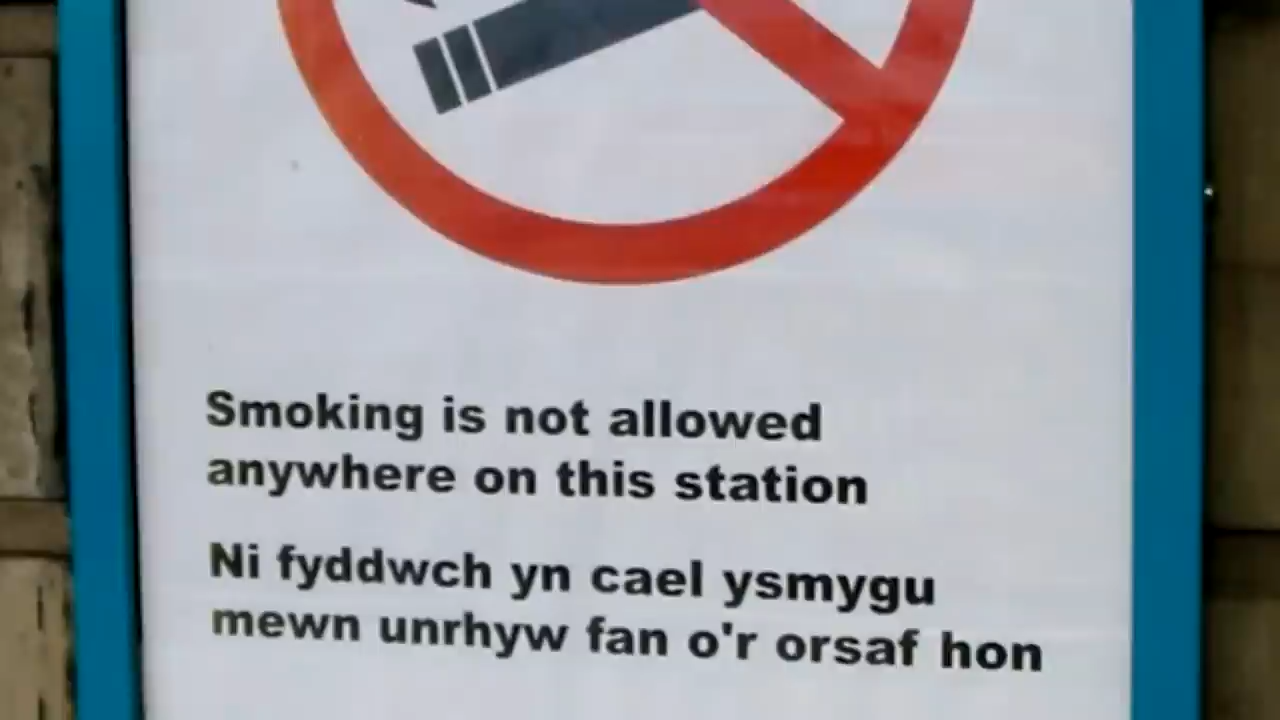 Smoking is not allowed
anywhere on this station
Ni fyddwch yn cael ysmygu
mewn unrhyw fan o'r orsaf hon